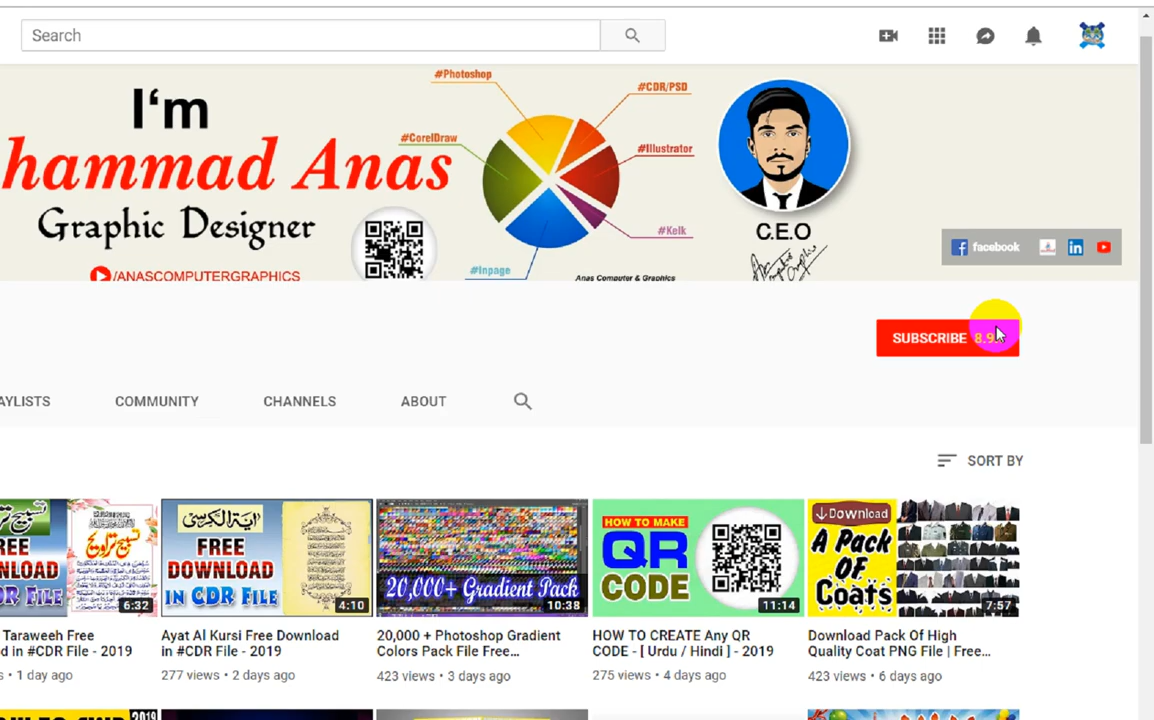 Search
I'm
hammad Anas
Graphic Designer
/ANASCOMPUTERGRAPHICS
#Photoshop
#CDR/PSD
#CorelDraw
#Illustrator
#Kelk
#Inpage
Anas Computer & Graphics
C.E.O
facebook
SUBSCRIBE 8.9
AYLISTS
COMMUNITY
CHANNELS
ABOUT
SORT BY
NLOAD
6:32
آیۃ الکرسی
FREE
DOWNLOAD
IN CDR FILE
4:10
20,000+ Gradient Pack
10:38
HOW TO MAKE
QR
CODE
11:14
Download
A Pack
OF
Coats
7:57
Taraweeh Free
d in #CDR File - 2019
• 1 day ago
Ayat Al Kursi Free Download
in #CDR File - 2019
277 views • 2 days ago
20,000 + Photoshop Gradient
Colors Pack File Free...
423 views • 3 days ago
HOW TO CREATE Any QR
CODE - [ Urdu / Hindi ] - 2019
275 views • 4 days ago
Download Pack Of High
Quality Coat PNG File | Free...
423 views • 6 days ago
2019